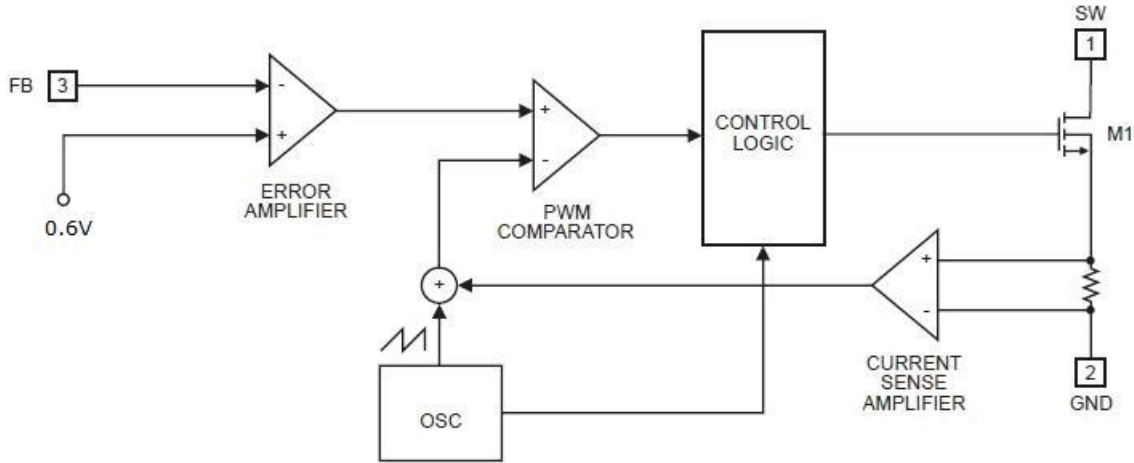 SW
1
FB
3
-
+
0.6V
ERROR
AMPLIFIER
+
-
PWM
COMPARATOR
CONTROL
LOGIC
M1
+
+
-
CURRENT
SENSE
AMPLIFIER
OSC
2
GND